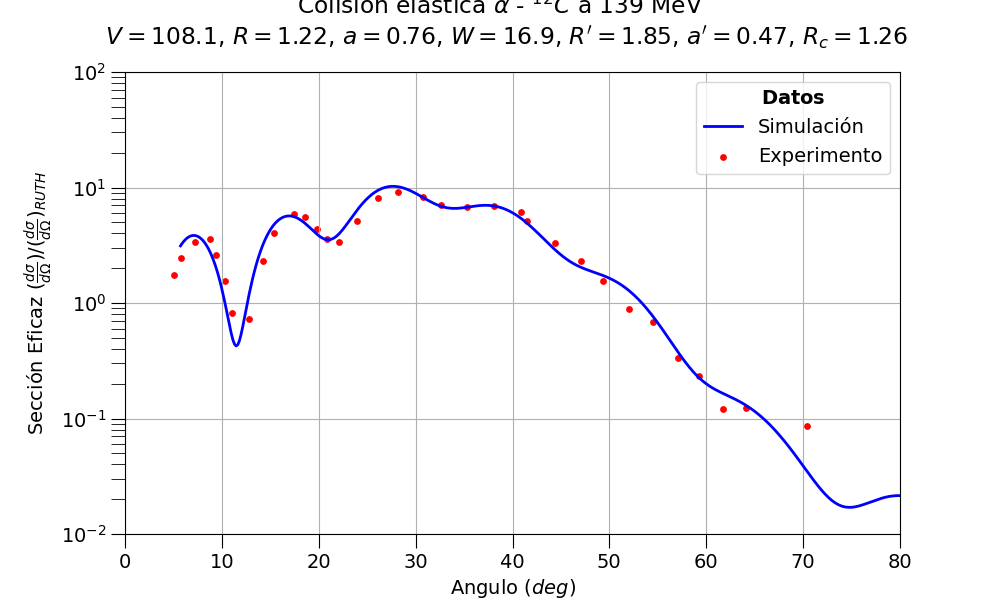 Colisión elástica α - ¹²C a 139 MeV
V = 108.1, R = 1.22, a = 0.76, W = 16.9, R′ = 1.85, a′ = 0.47, R_c = 1.26
10²
10¹
10⁰
10⁻¹
10⁻²
Sección Eficaz (dσ/dΩ)/(dσ/dΩ)_RUTH
Datos
Simulación
Experimento
0 10 20 30 40 50 60 70 80
Angulo (deg)